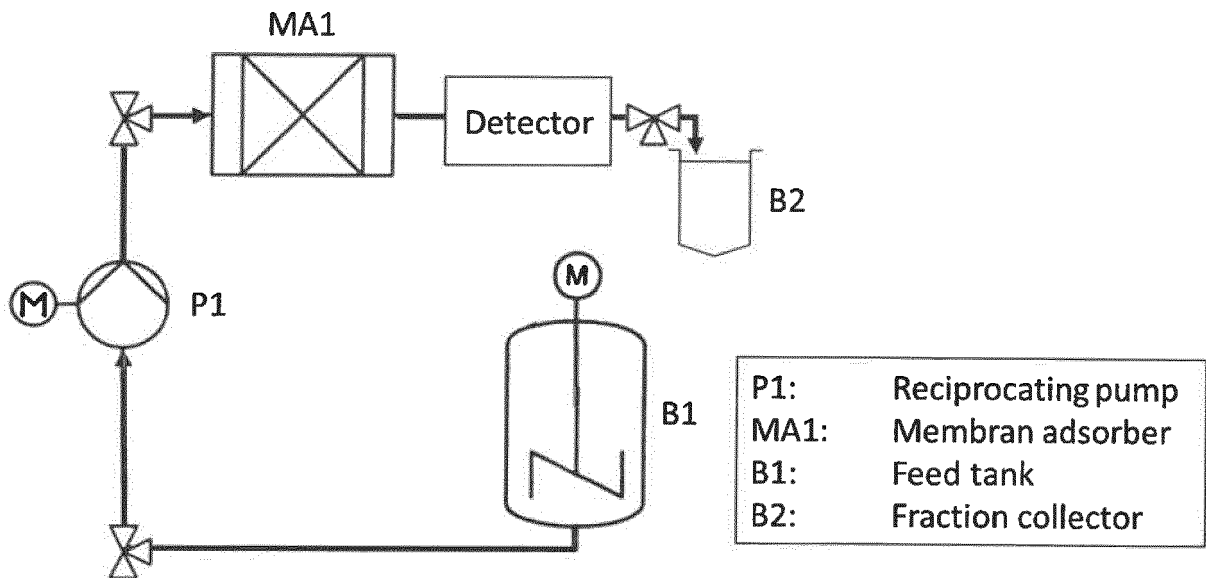 MA1
Detector
B2
M
P1
M
B1
P1: Reciprocating pump
MA1: Membran adsorber
B1: Feed tank
B2: Fraction collector